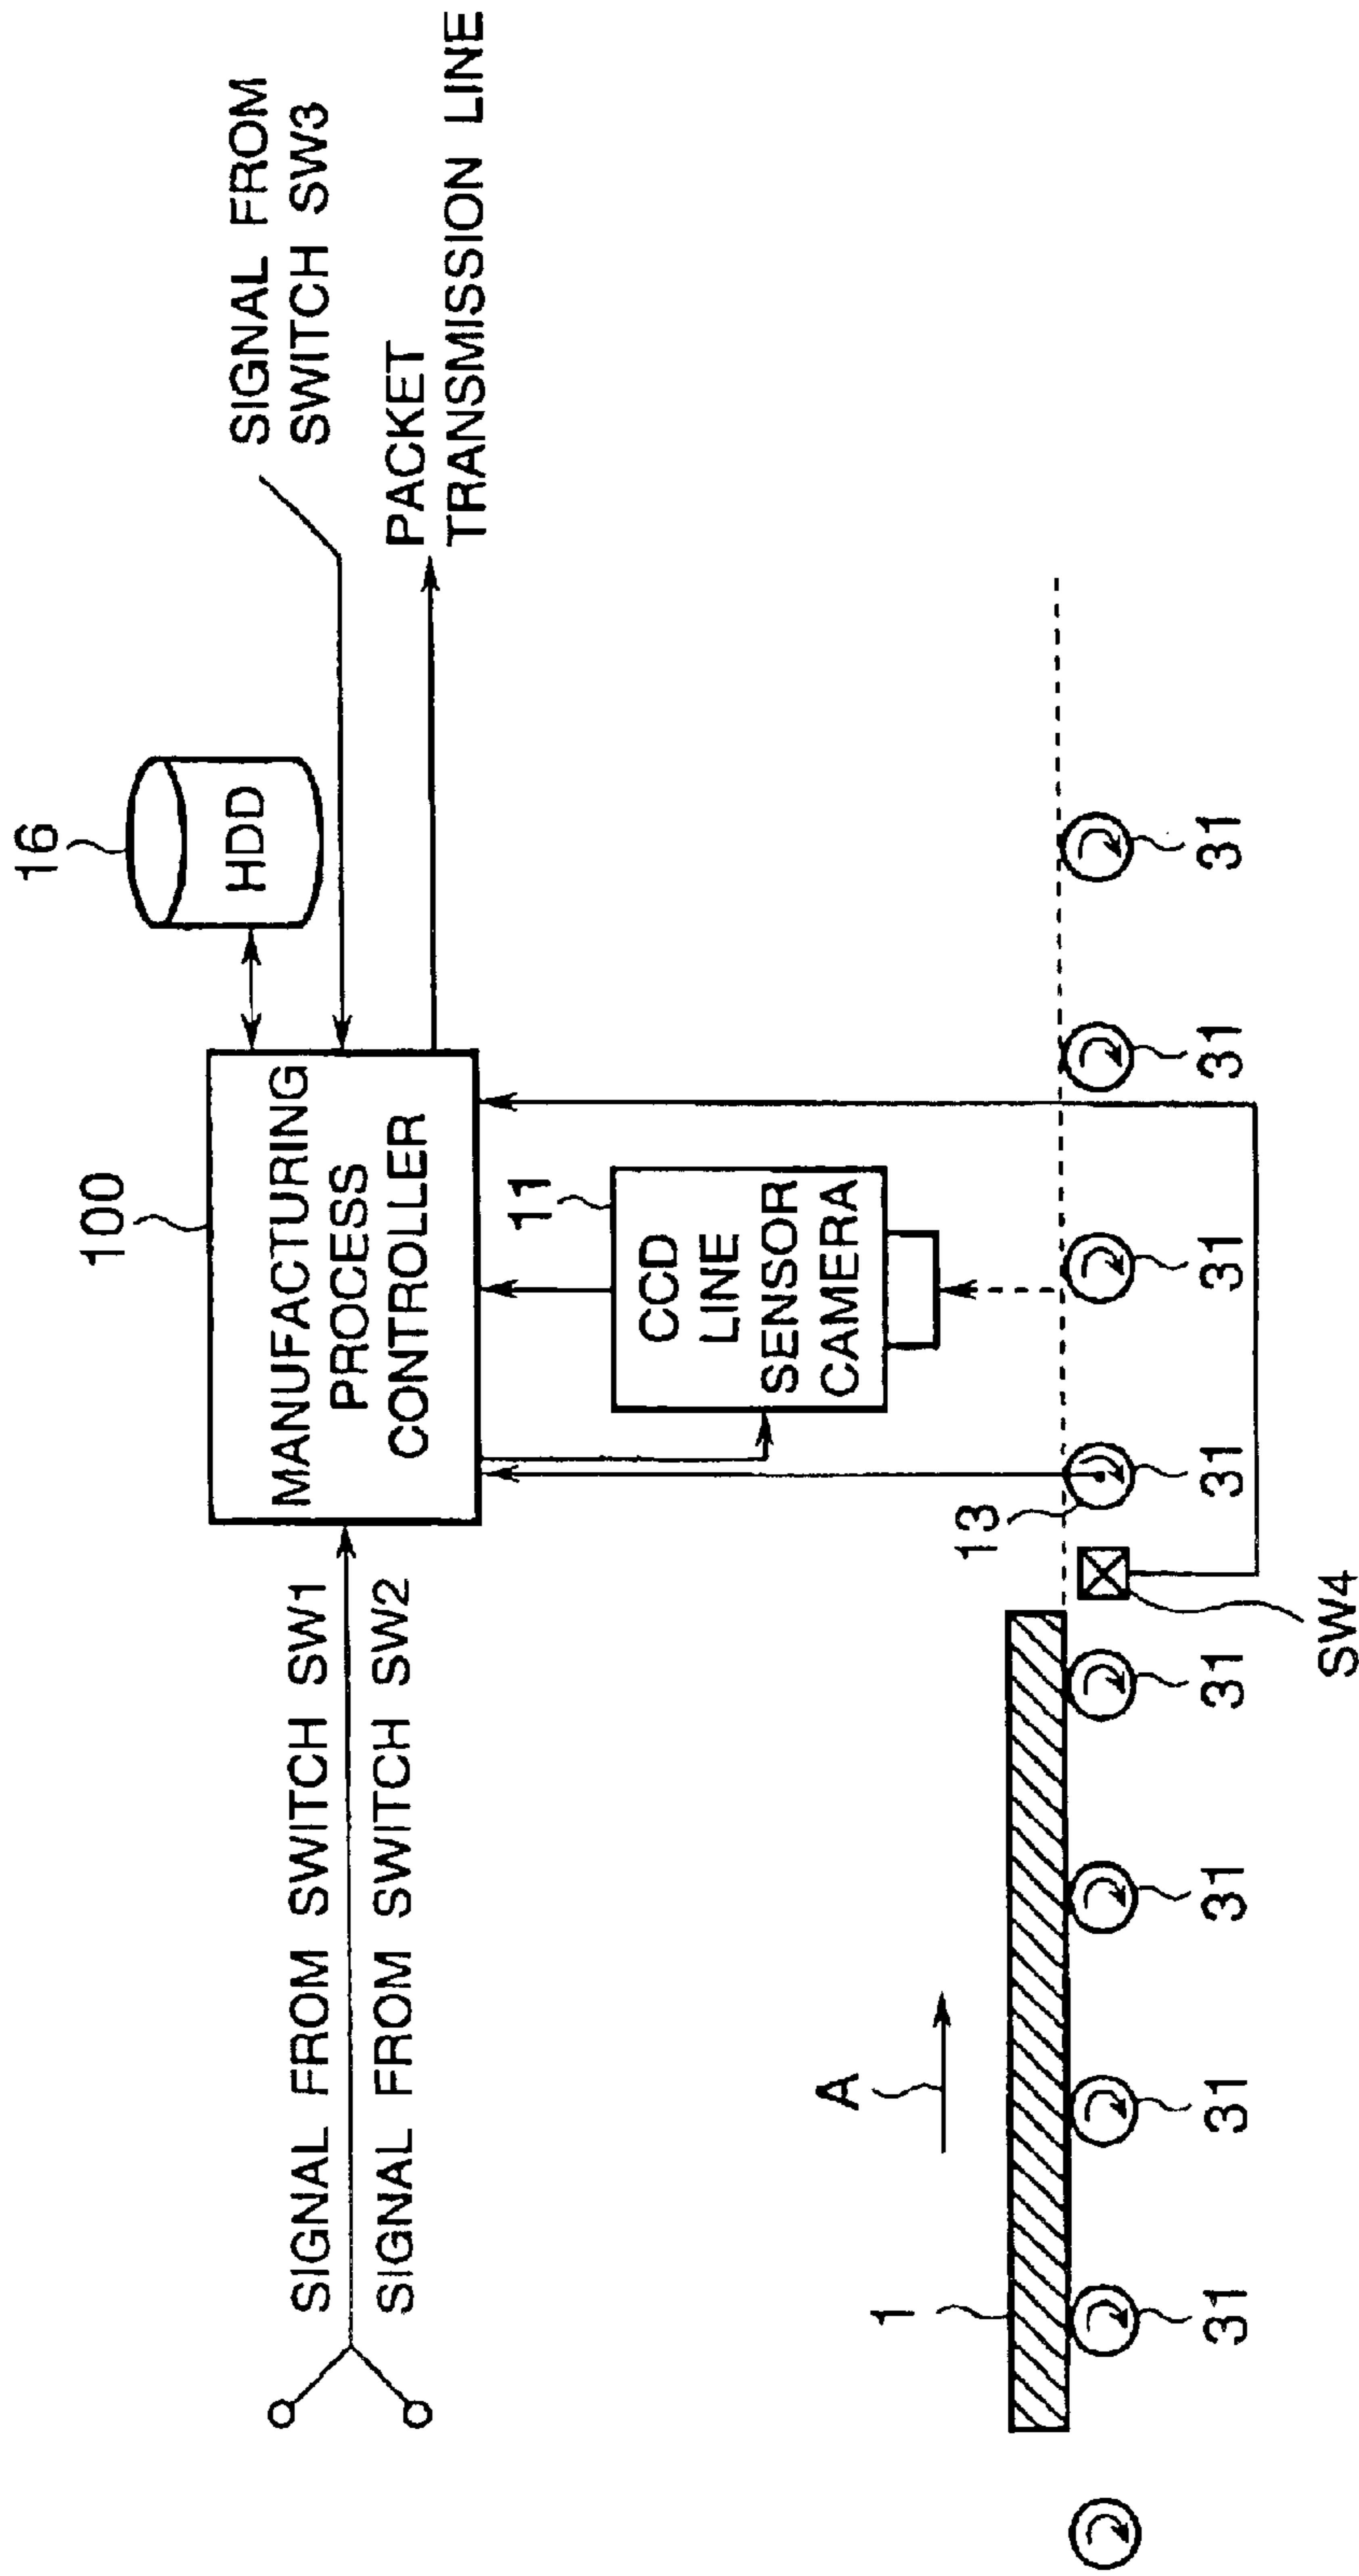 SIGNAL FROM
SWITCH SW3
PACKET
TRANSMISSION LINE
16
HDD
100
MANUFACTURING
PROCESS
CONTROLLER
SIGNAL FROM SWITCH SW1
SIGNAL FROM SWITCH SW2
11
CCD
LINE
SENSOR
CAMERA
A
1
13
31
31
31
31
31
31
31
31
SW4